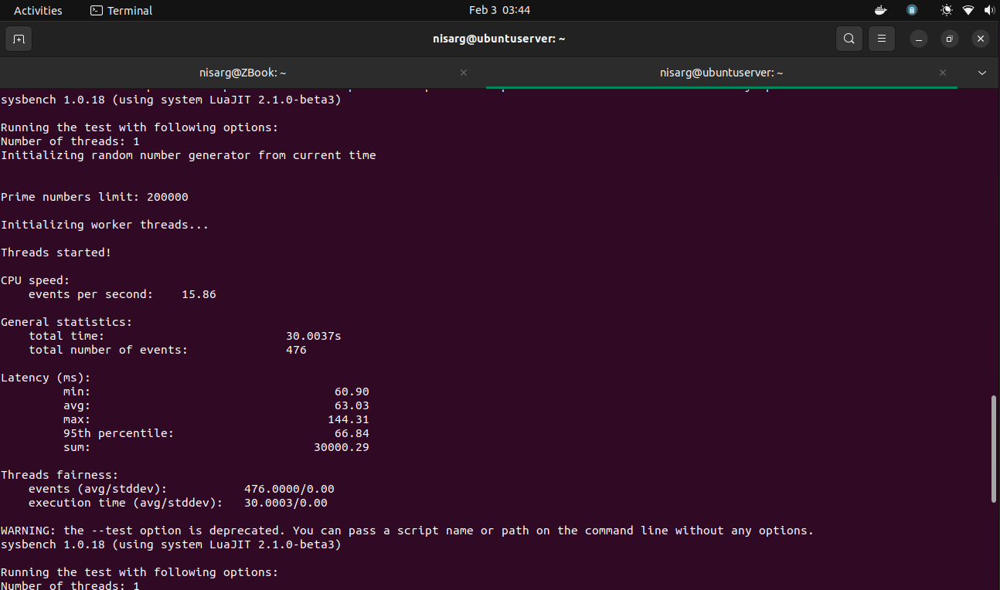 Activities Terminal Feb 3 03:44
nisarg@ubuntuserver: ~
nisarg@ZBook: ~ nisarg@ubuntuserver: ~
sysbench 1.0.18 (using system LuaJIT 2.1.0-beta3)
Running the test with following options:
Number of threads: 1
Initializing random number generator from current time
Prime numbers limit: 200000
Initializing worker threads...
Threads started!
CPU speed:
events per second: 15.86
General statistics:
total time: 30.0037s
total number of events: 476
Latency (ms):
min: 60.90
avg: 63.03
max: 144.31
95th percentile: 66.84
sum: 30000.29
Threads fairness:
events (avg/stddev): 476.0000/0.00
execution time (avg/stddev): 30.0003/0.00
WARNING: the --test option is deprecated. You can pass a script name or path on the command line without any options.
sysbench 1.0.18 (using system LuaJIT 2.1.0-beta3)
Running the test with following options:
Number of threads: 1